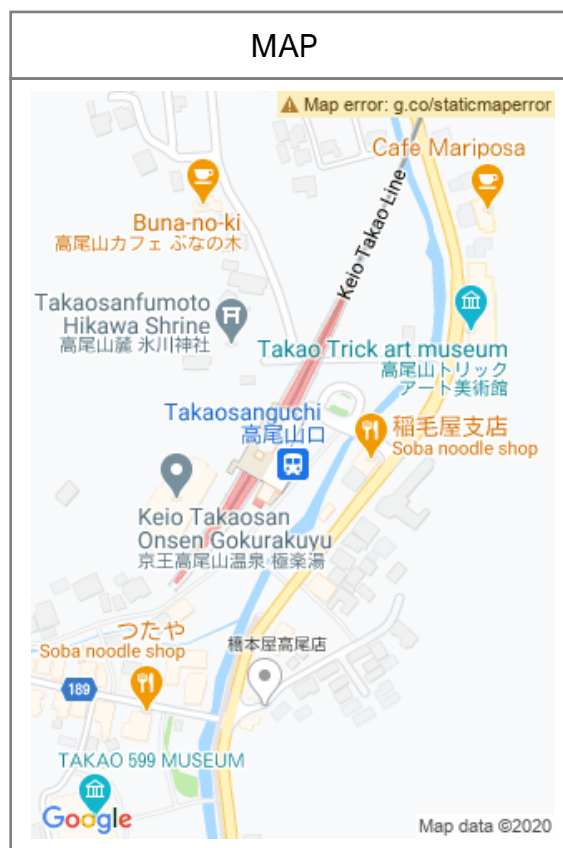 MAP
Map error: g.co/staticmaperror
Cafe Mariposa
Keio Takao Line
Buna-no-ki
高尾山カフェ ぶなの木
Takaosanfumoto
Hikawa Shrine
高尾山麓 氷川神社
Takao Trick art museum
高尾山トリック
アート美術館
Takaosanguchi
高尾山口
稲毛屋支店
Soba noodle shop
Keio Takaosan
Onsen Gokurakuyu
京王高尾山温泉 極楽湯
つたや
Soba noodle shop
橋本屋高尾店
189
TAKAO 599 MUSEUM
Google
Map data ©2020